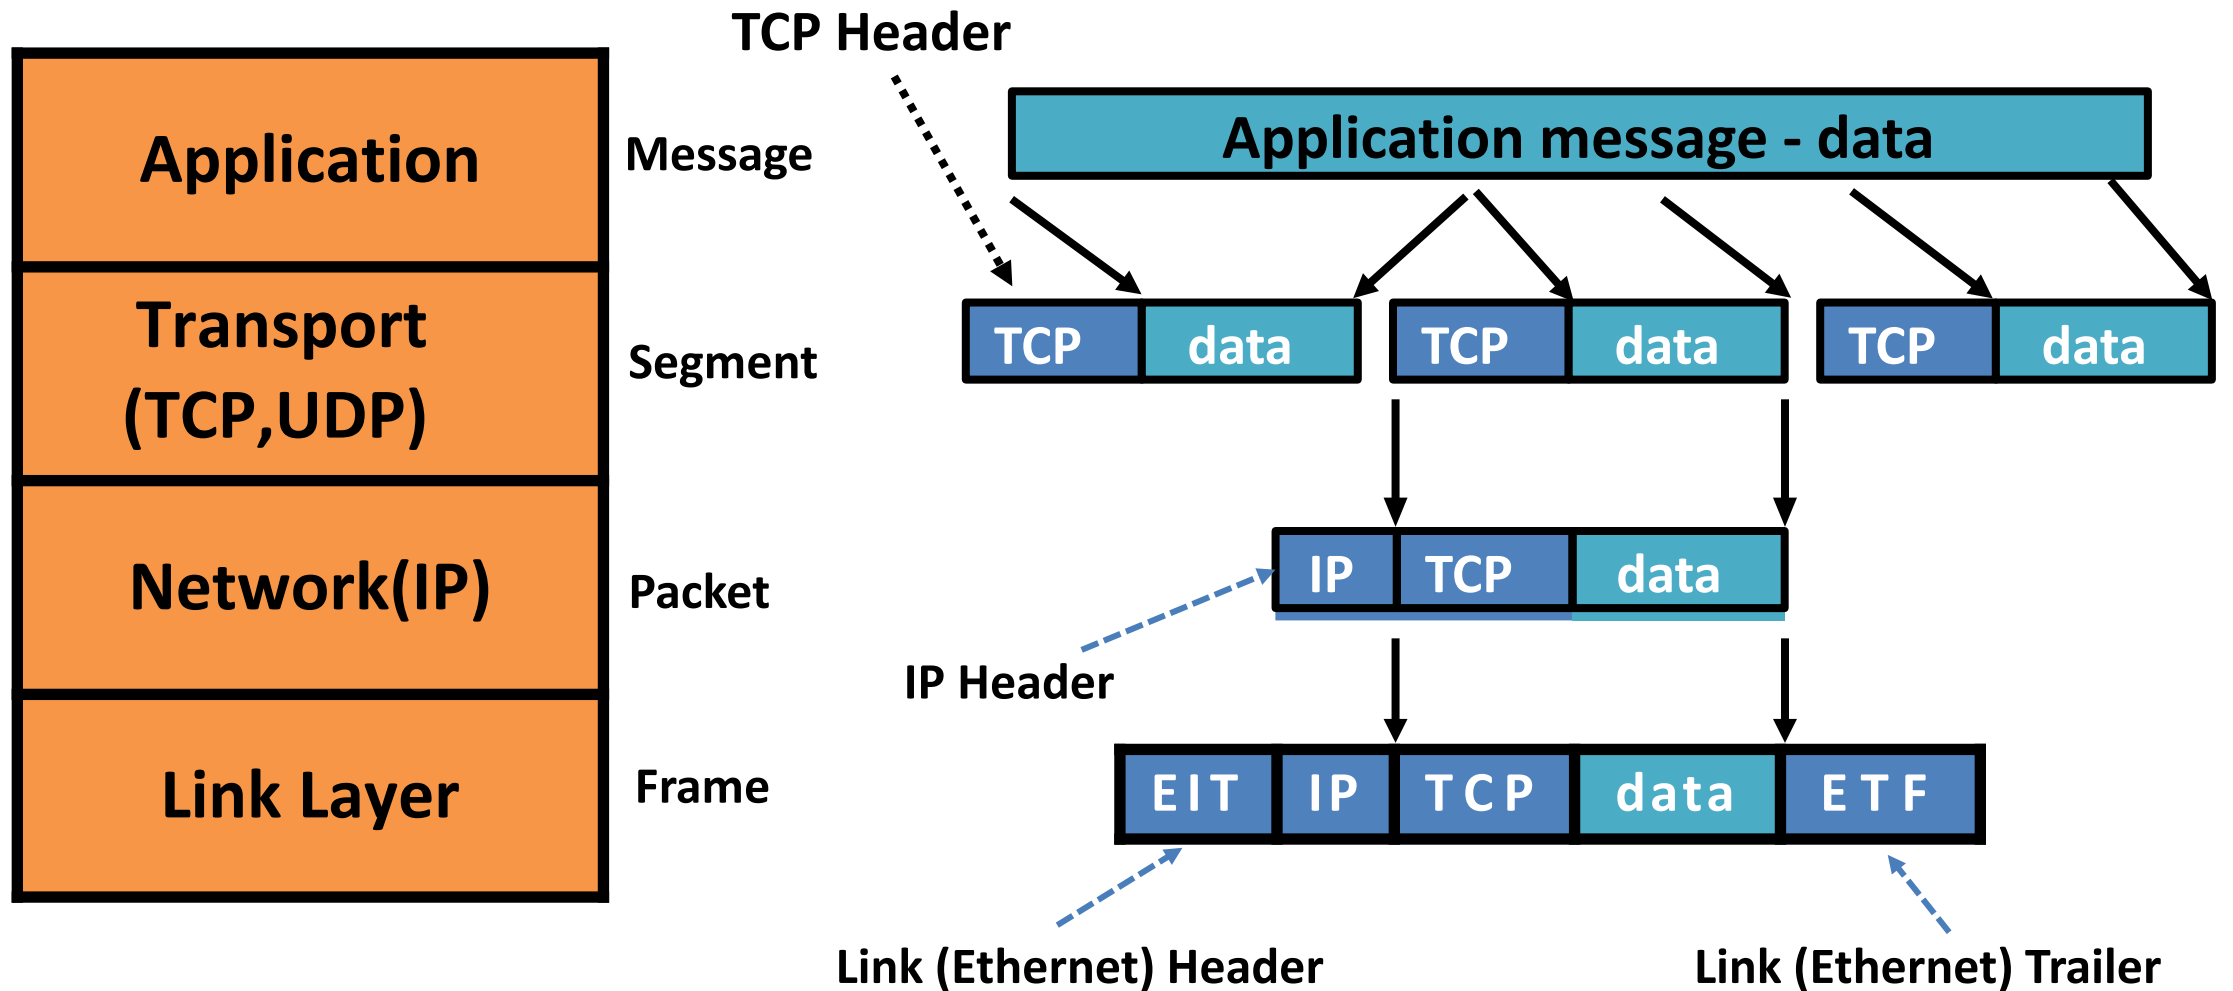 TCP Header
Application
Message
Application message - data
Transport
(TCP,UDP)
Segment
TCP data TCP data TCP data
Network(IP)
Packet
IP TCP data
IP Header
Link Layer
Frame
EIT IP TCP data ETF
Link (Ethernet) Header
Link (Ethernet) Trailer